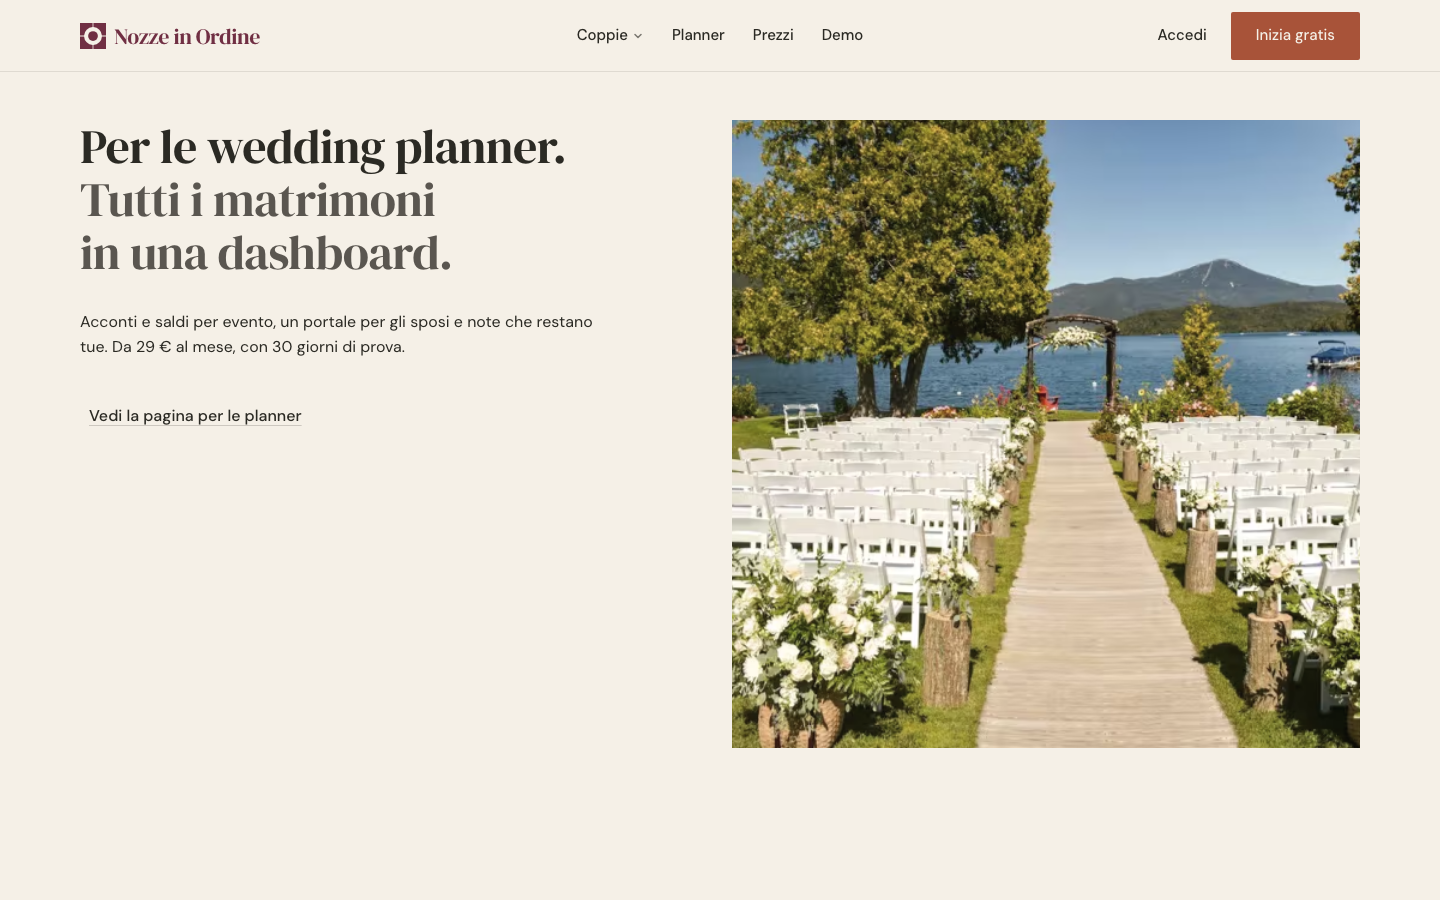 Nozze in Ordine
Coppie
Planner
Prezzi
Demo
Accedi
Inizia gratis
Per le wedding planner.
Tutti i matrimoni
in una dashboard.
Acconti e saldi per evento, un portale per gli sposi e note che restano
tue. Da 29 € al mese, con 30 giorni di prova.
Vedi la pagina per le planner